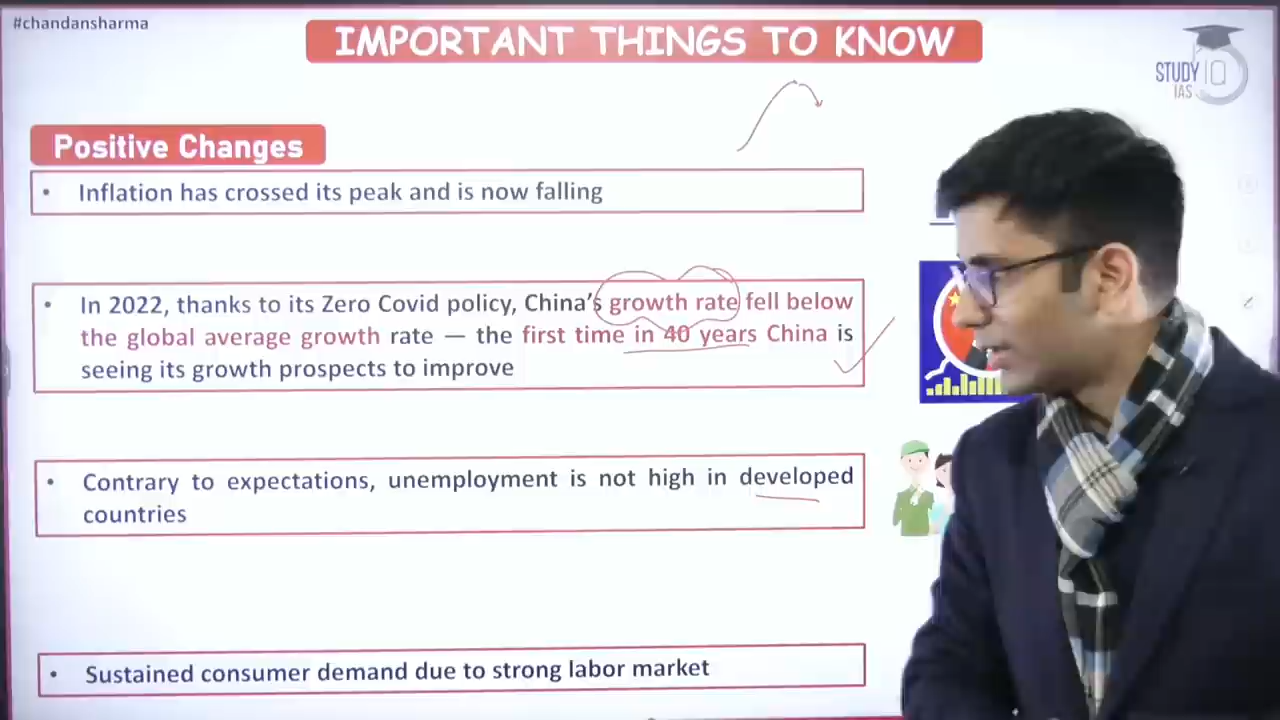 #chandansharma
IMPORTANT THINGS TO KNOW
STUDY IQ
IAS
Positive Changes
• Inflation has crossed its peak and is now falling
• In 2022, thanks to its Zero Covid policy, China's growth rate fell below
the global average growth rate — the first time in 40 years China is
seeing its growth prospects to improve
• Contrary to expectations, unemployment is not high in developed
countries
• Sustained consumer demand due to strong labor market